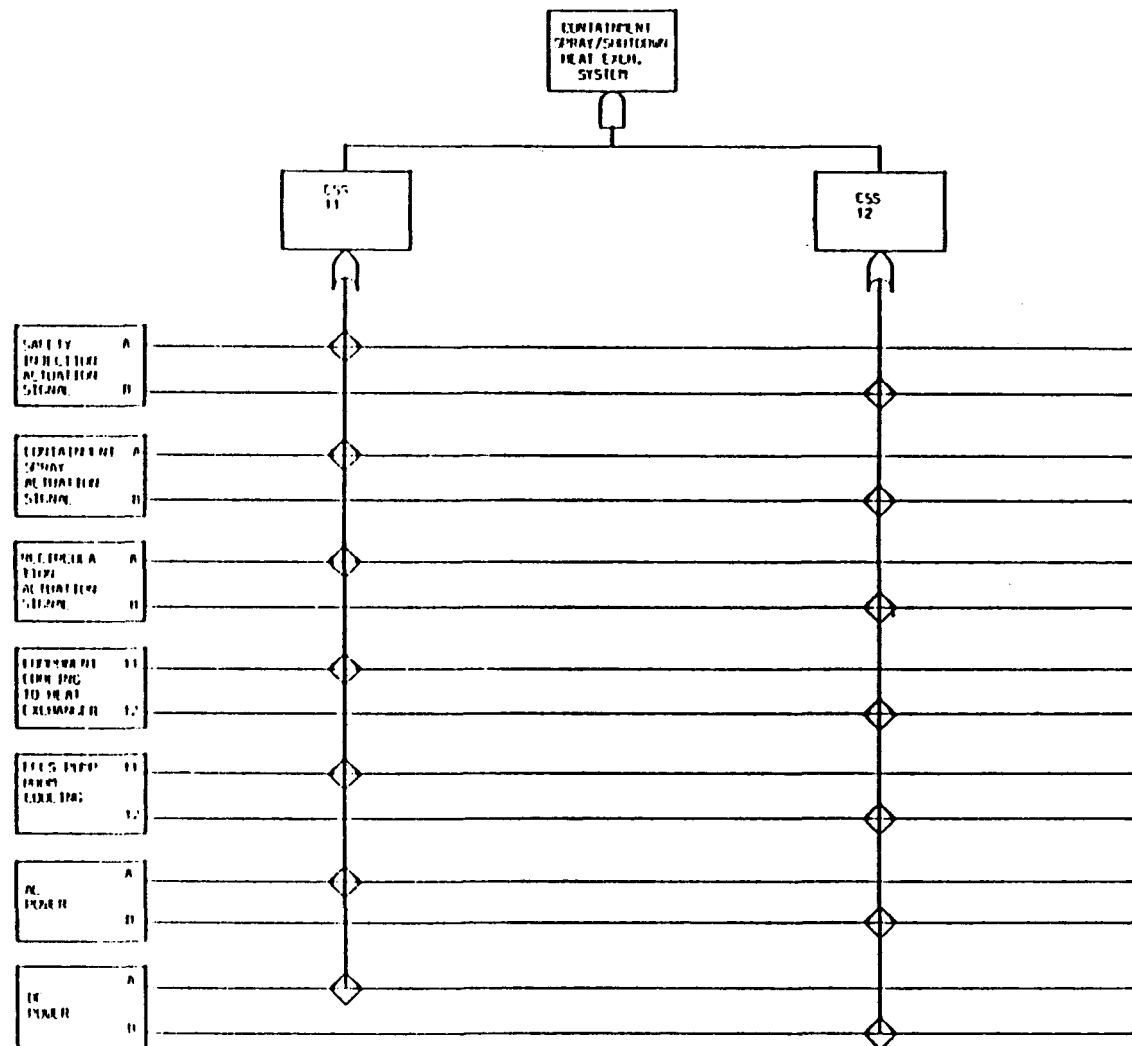 CONTAINMENT
SPRAY/SHUTDOWN
HEAT EXCH.
SYSTEM
CSS
11
CSS
12
SAFETY A
INJECTION
ACTUATION
SIGNAL B
CONTAINMENT A
SPRAY
ACTUATION
SIGNAL B
RECIRCULA A
TION
ACTUATION
SIGNAL B
COMPONENT 11
COOLING
TO HEAT
EXCHANGER 12
ECCS PUMP 11
ROOM
COOLING
12
A
AC
POWER
B
A
DC
POWER
B